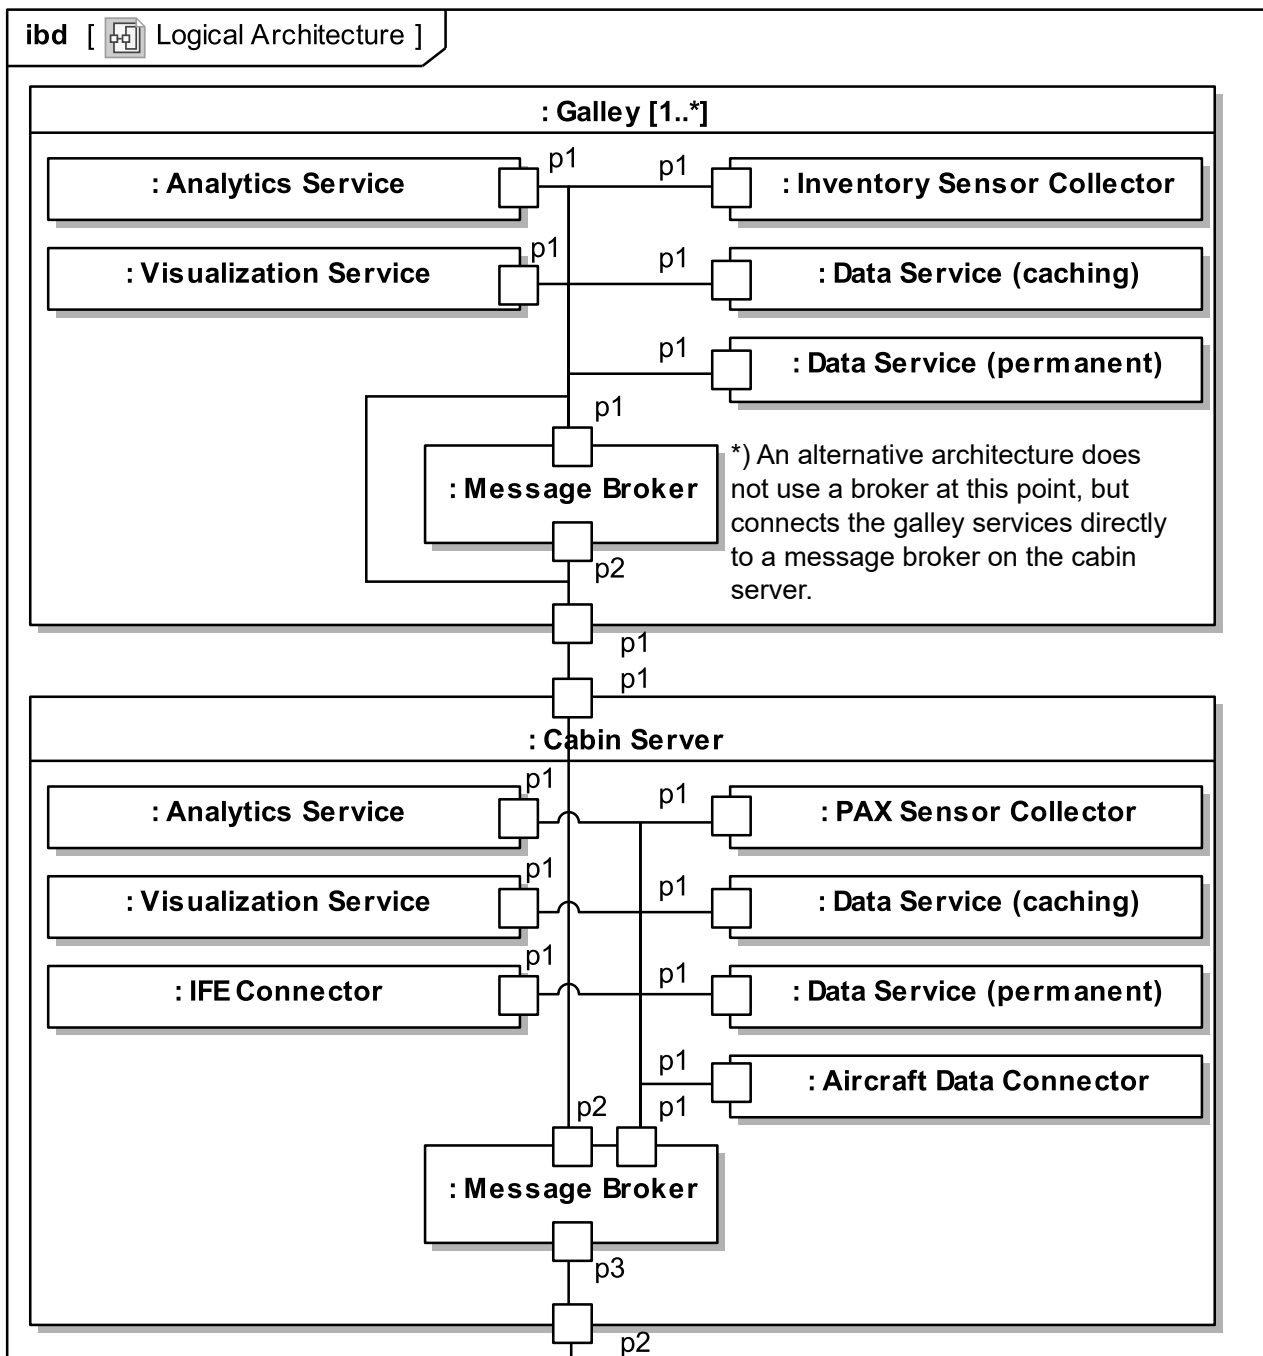 ibd [ Logical Architecture ]
: Galley [1..*]
: Analytics Service
p1
p1
: Inventory Sensor Collector
: Visualization Service
p1
p1
: Data Service (caching)
p1
: Data Service (permanent)
p1
: Message Broker
p2
*) An alternative architecture does
not use a broker at this point, but
connects the galley services directly
to a message broker on the cabin
server.
p1
p1
: Cabin Server
: Analytics Service
p1
p1
: PAX Sensor Collector
: Visualization Service
p1
p1
: Data Service (caching)
: IFE Connector
p1
p1
: Data Service (permanent)
p1
: Aircraft Data Connector
p2
p1
: Message Broker
p3
p2